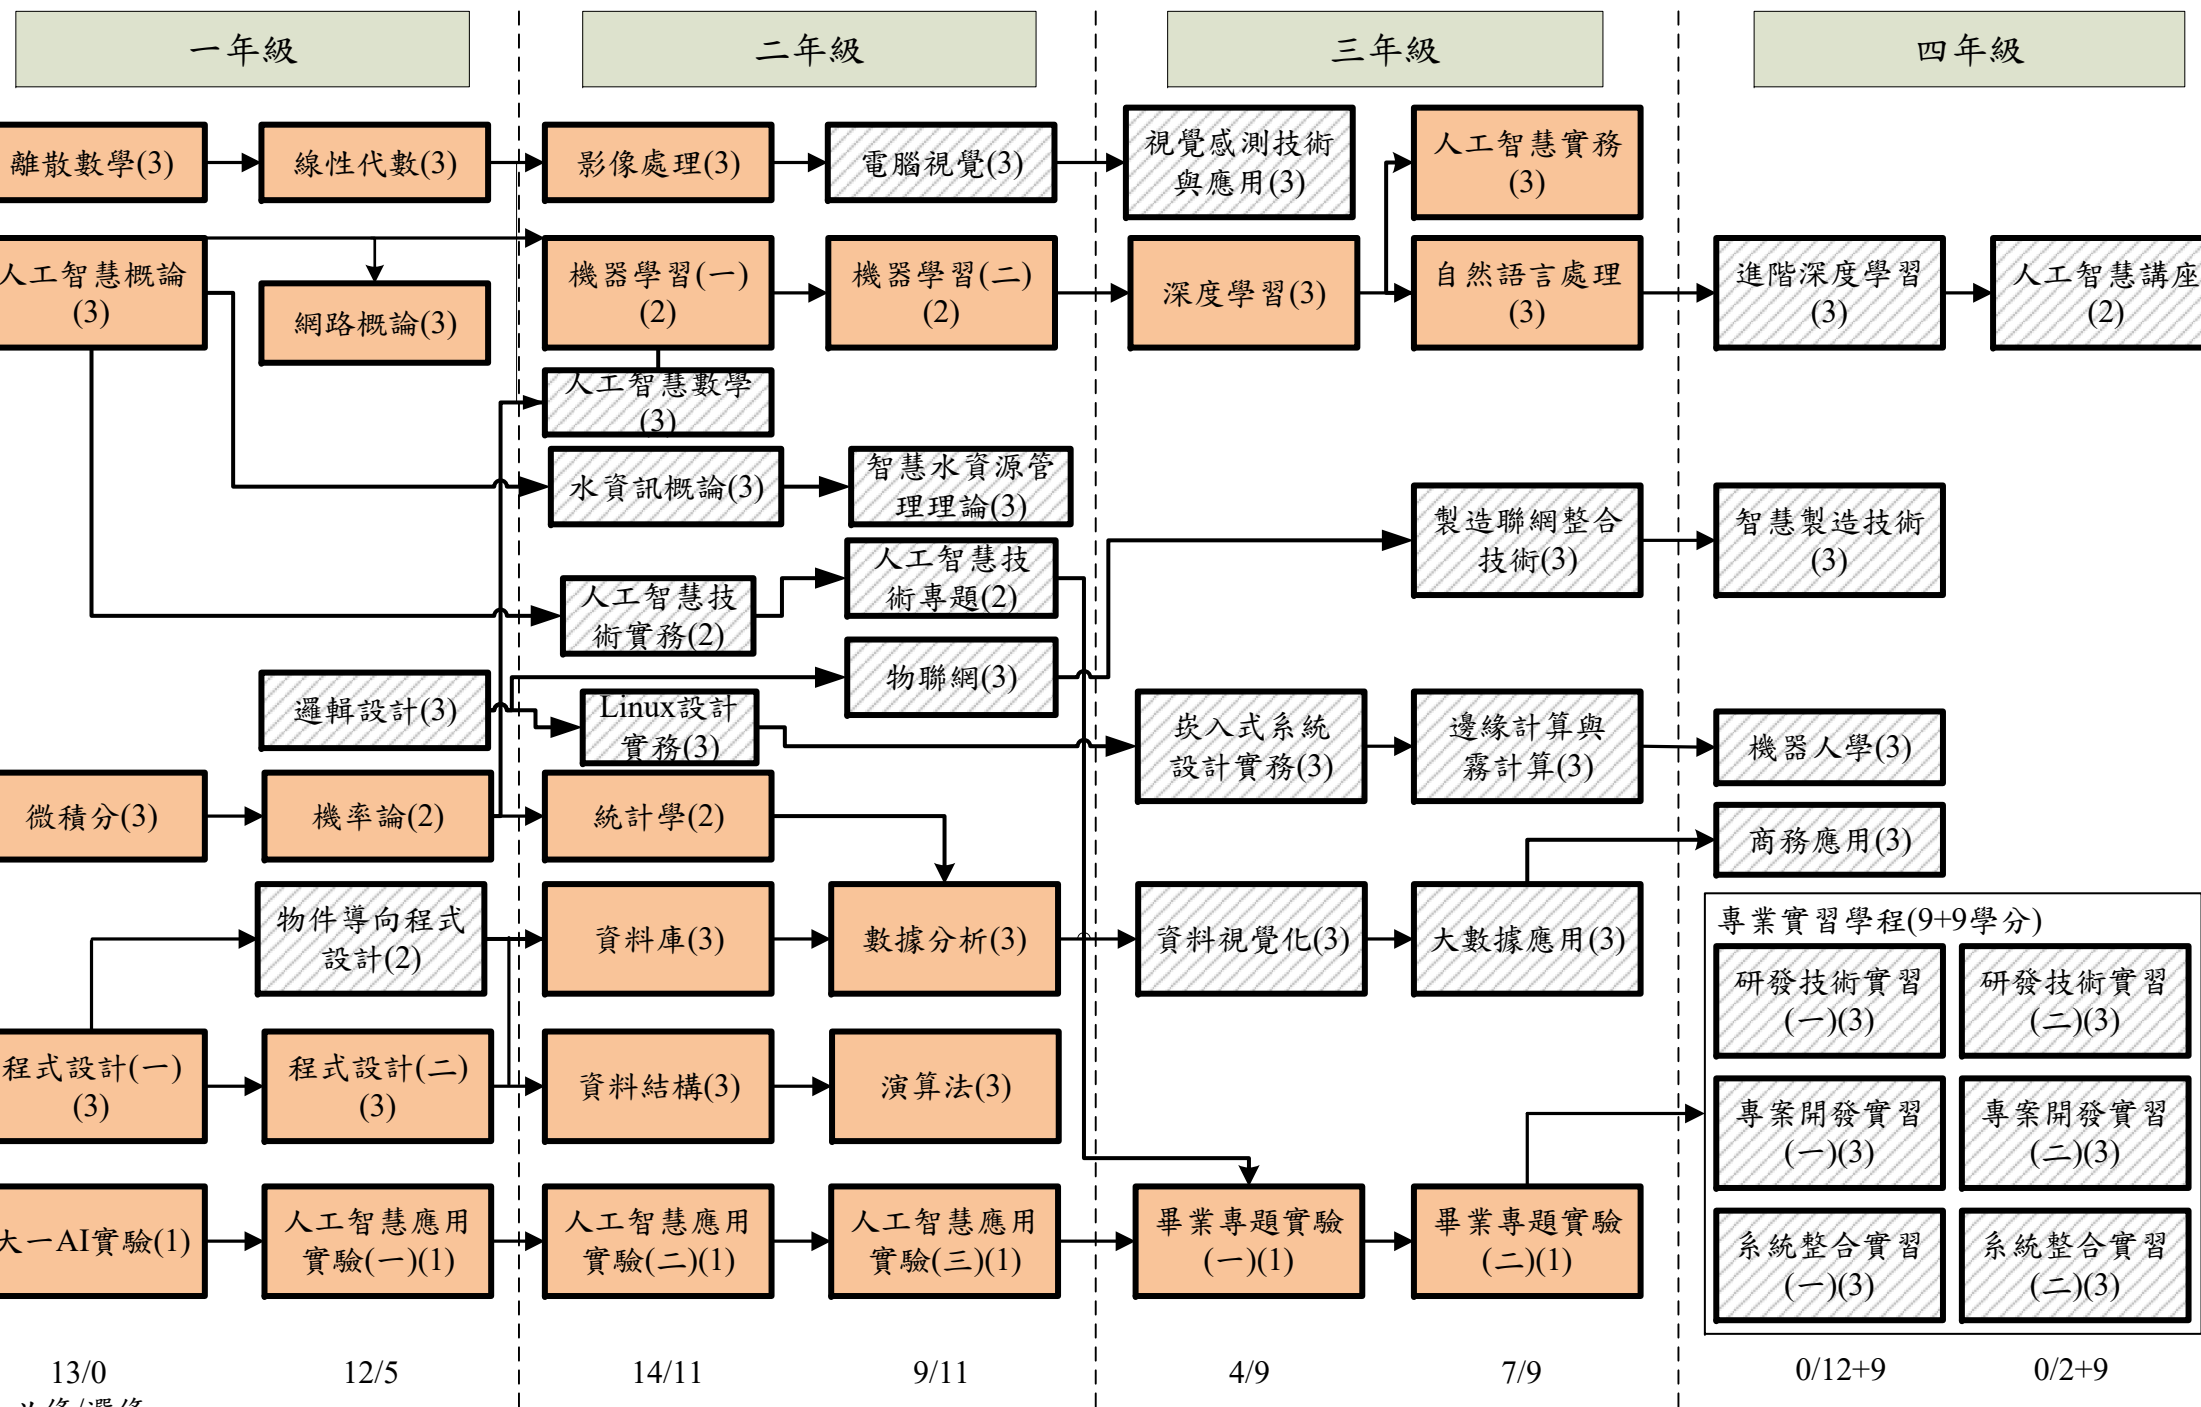 一年級
二年級
三年級
四年級
離散數學(3)
線性代數(3)
影像處理(3)
電腦視覺(3)
視覺感測技術
與應用(3)
人工智慧實務
(3)
人工智慧概論
(3)
網路概論(3)
機器學習(一)
(2)
機器學習(二)
(2)
深度學習(3)
自然語言處理
(3)
進階深度學習
(3)
人工智慧講座
(2)
人工智慧數學
(3)
水資訊概論(3)
智慧水資源管
理理論(3)
製造聯網整合
技術(3)
智慧製造技術
(3)
人工智慧技
術實務(2)
人工智慧技
術專題(2)
物聯網(3)
邏輯設計(3)
Linux設計
實務(3)
崁入式系統
設計實務(3)
邊緣計算與
霧計算(3)
機器人學(3)
微積分(3)
機率論(2)
統計學(2)
商務應用(3)
物件導向程式
設計(2)
資料庫(3)
數據分析(3)
資料視覺化(3)
大數據應用(3)
專業實習學程(9+9學分)
研發技術實習
(一)(3)
研發技術實習
(二)(3)
程式設計(一)
(3)
程式設計(二)
(3)
資料結構(3)
演算法(3)
專案開發實習
(一)(3)
專案開發實習
(二)(3)
大一AI實驗(1)
人工智慧應用
實驗(一)(1)
人工智慧應用
實驗(二)(1)
人工智慧應用
實驗(三)(1)
畢業專題實驗
(一)(1)
畢業專題實驗
(二)(1)
系統整合實習
(一)(3)
系統整合實習
(二)(3)
13/0
12/5
14/11
9/11
4/9
7/9
0/12+9
0/2+9
必修/選修